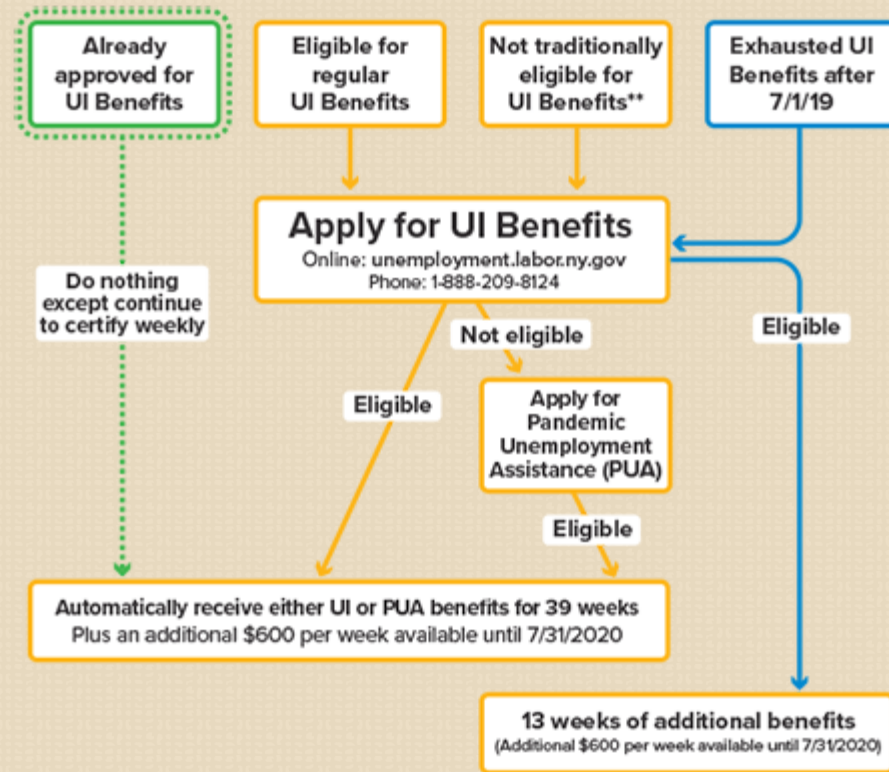 Already
approved for
UI Benefits
Eligible for
regular
UI Benefits
Not traditionally
eligible for
UI Benefits**
Exhausted UI
Benefits after
7/1/19
Apply for UI Benefits
Online: unemployment.labor.ny.gov
Phone: 1-888-209-8124
Do nothing
except continue
to certify weekly
Not eligible
Eligible
Eligible
Apply for
Pandemic
Unemployment
Assistance (PUA)
Eligible
Automatically receive either UI or PUA benefits for 39 weeks
Plus an additional $600 per week available until 7/31/2020
13 weeks of additional benefits
(Additional $600 per week available until 7/31/2020)